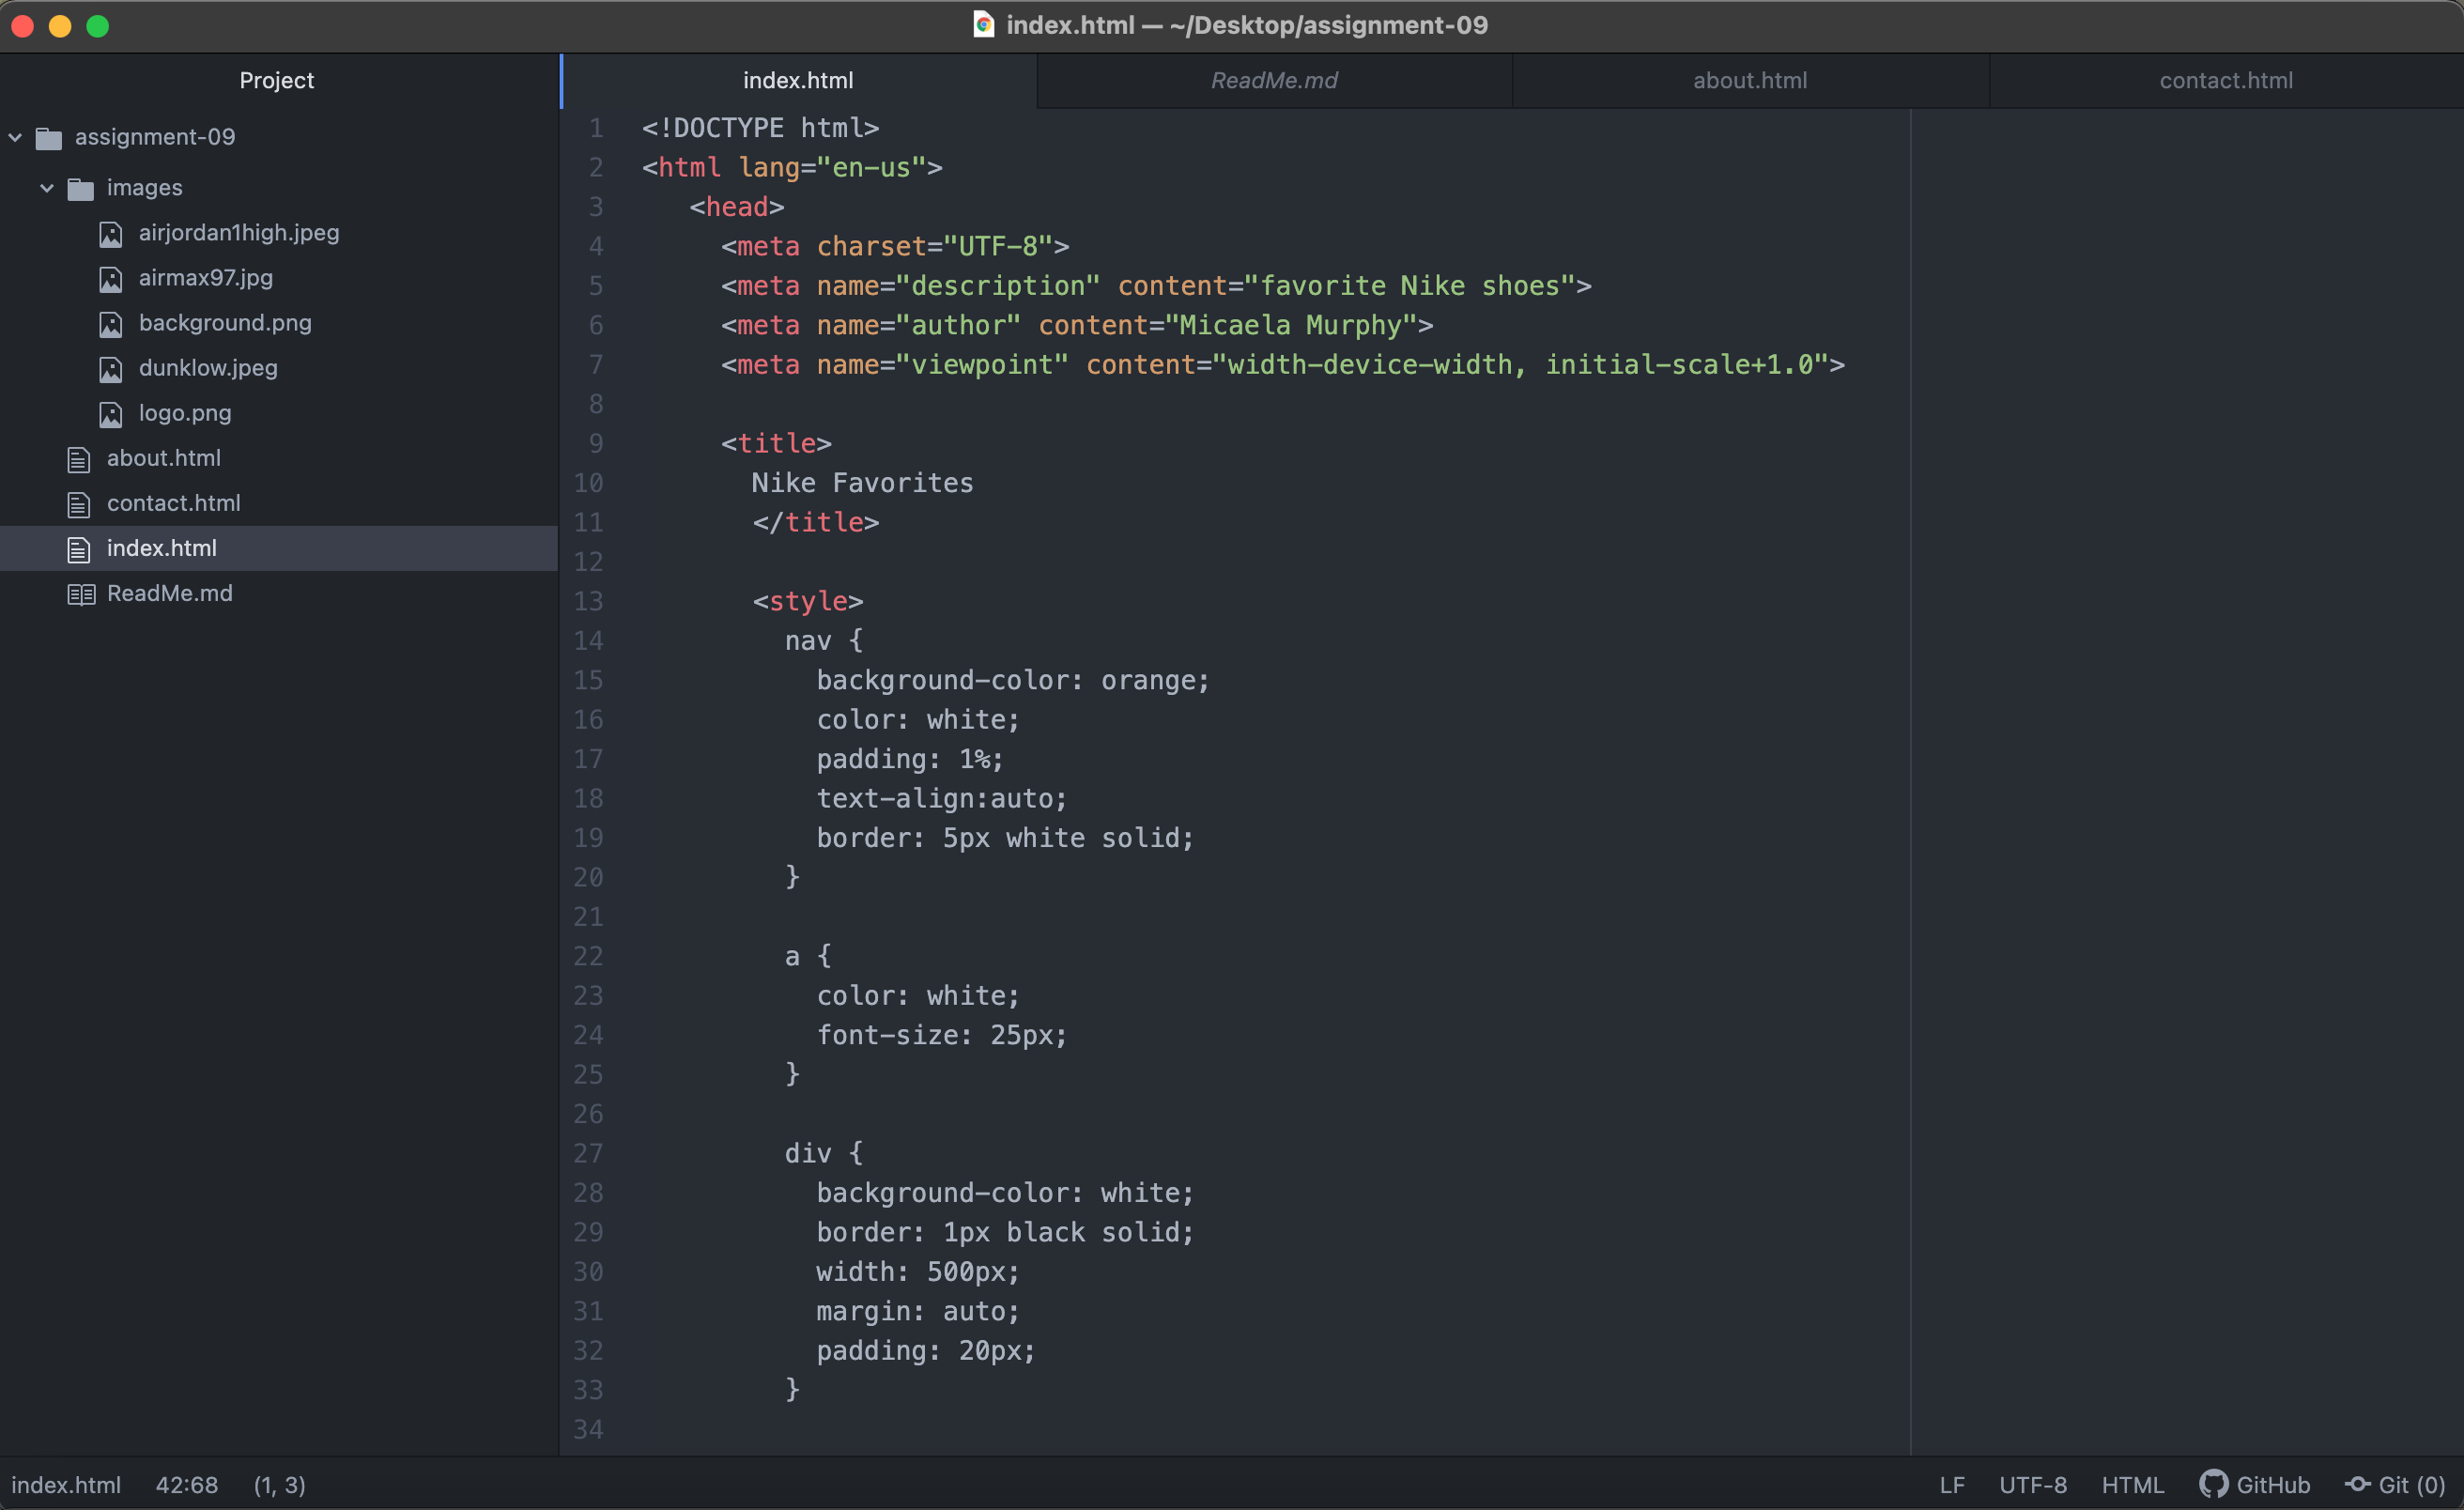 index.html — ~/Desktop/assignment-09
Project
assignment-09
images
airjordan1high.jpeg
airmax97.jpg
background.png
dunklow.jpeg
logo.png
about.html
contact.html
index.html
ReadMe.md
index.html ReadMe.md about.html contact.html
1 <!DOCTYPE html>
2 <html lang="en-us">
3 <head>
4 <meta charset="UTF-8">
5 <meta name="description" content="favorite Nike shoes">
6 <meta name="author" content="Micaela Murphy">
7 <meta name="viewpoint" content="width-device-width, initial-scale+1.0">
8
9 <title>
10 Nike Favorites
11 </title>
12
13 <style>
14 nav {
15 background-color: orange;
16 color: white;
17 padding: 1%;
18 text-align:auto;
19 border: 5px white solid;
20 }
21
22 a {
23 color: white;
24 font-size: 25px;
25 }
26
27 div {
28 background-color: white;
29 border: 1px black solid;
30 width: 500px;
31 margin: auto;
32 padding: 20px;
33 }
34
index.html 42:68 (1, 3) LF UTF-8 HTML GitHub Git (0)